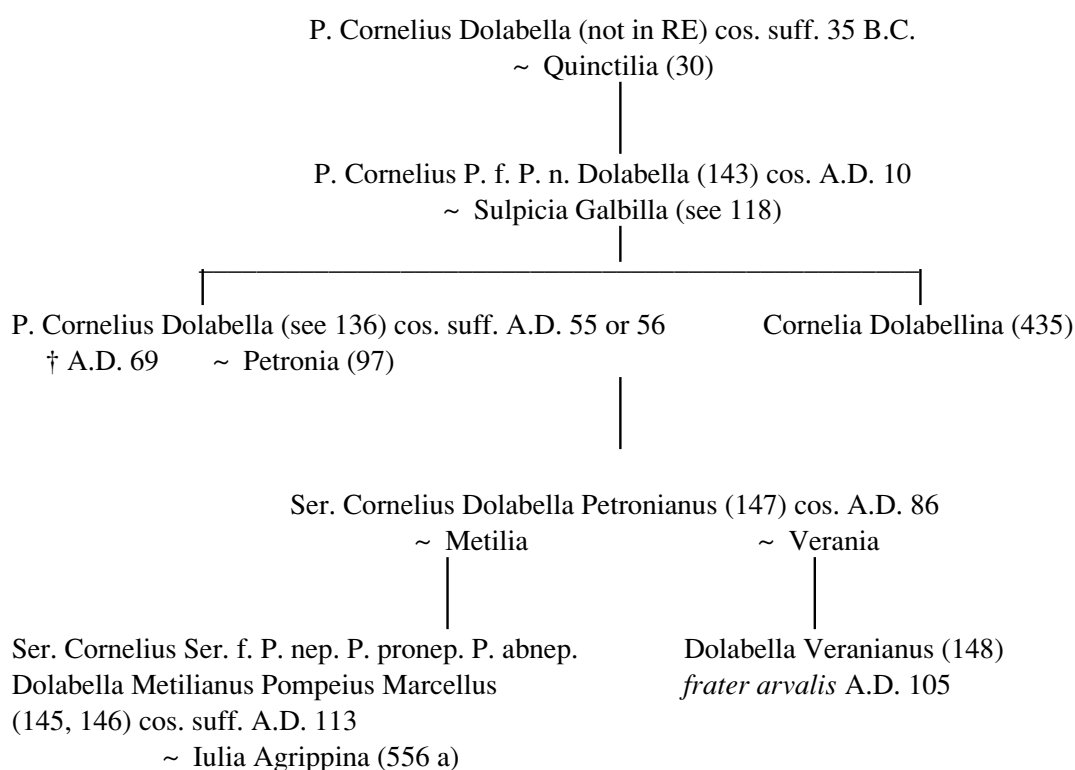 P. Cornelius Dolabella (not in RE) cos. suff. 35 B.C.
~ Quinctilia (30)
P. Cornelius P. f. P. n. Dolabella (143) cos. A.D. 10
~ Sulpicia Galbilla (see 118)
P. Cornelius Dolabella (see 136) cos. suff. A.D. 55 or 56
† A.D. 69 ~ Petronia (97)
Cornelia Dolabellina (435)
Ser. Cornelius Dolabella Petronianus (147) cos. A.D. 86
~ Metilia ~ Verania
Ser. Cornelius Ser. f. P. nep. P. pronep. P. abnep.
Dolabella Metilianus Pompeius Marcellus
(145, 146) cos. suff. A.D. 113
~ Iulia Agrippina (556 a)
Dolabella Veranianus (148)
frater arvalis A.D. 105